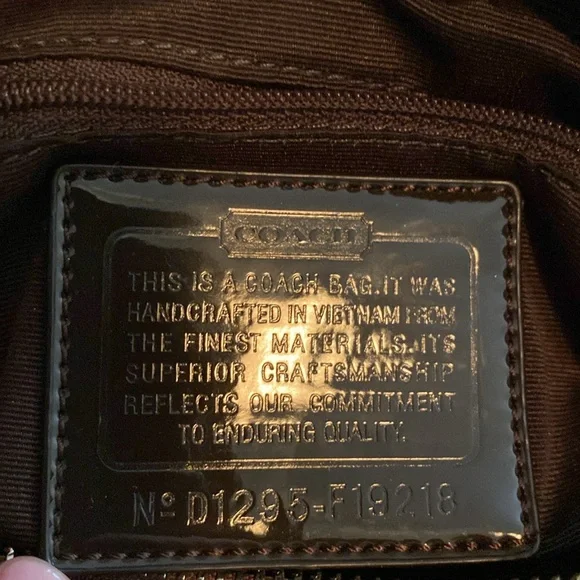 COACH
THIS IS A COACH BAG.IT WAS
HANDCRAFTED IN VIETNAM FROM
THE FINEST MATERIALS. ITS
SUPERIOR CRAFTSMANSHIP
REFLECTS OUR COMMITMENT
TO ENDURING QUALITY.
Nº D1295-F19218